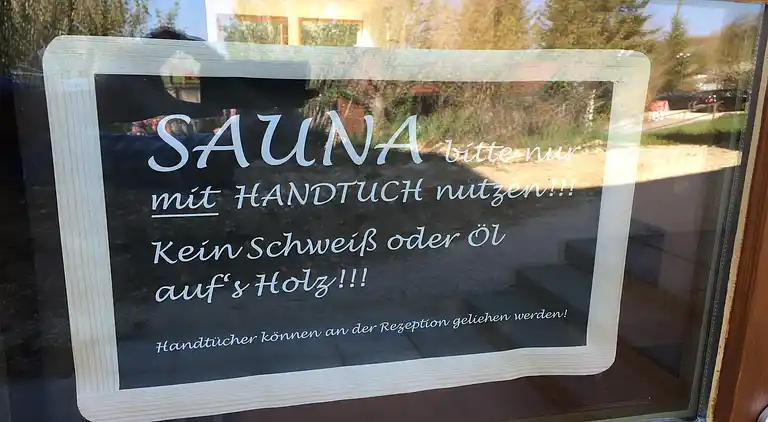 SAUNA bitte nur
mit HANDTUCH nutzen!!!
Kein Schweiß oder Öl
auf's Holz!!!
Handtücher können an der Rezeption geliehen werden!